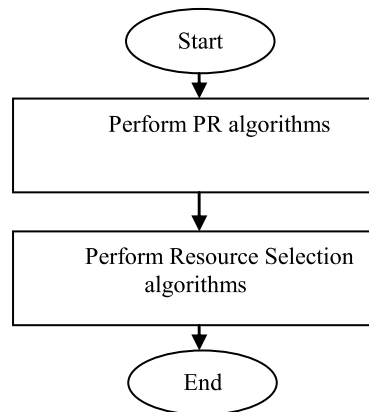 Start
Perform PR algorithms
Perform Resource Selection
algorithms
End